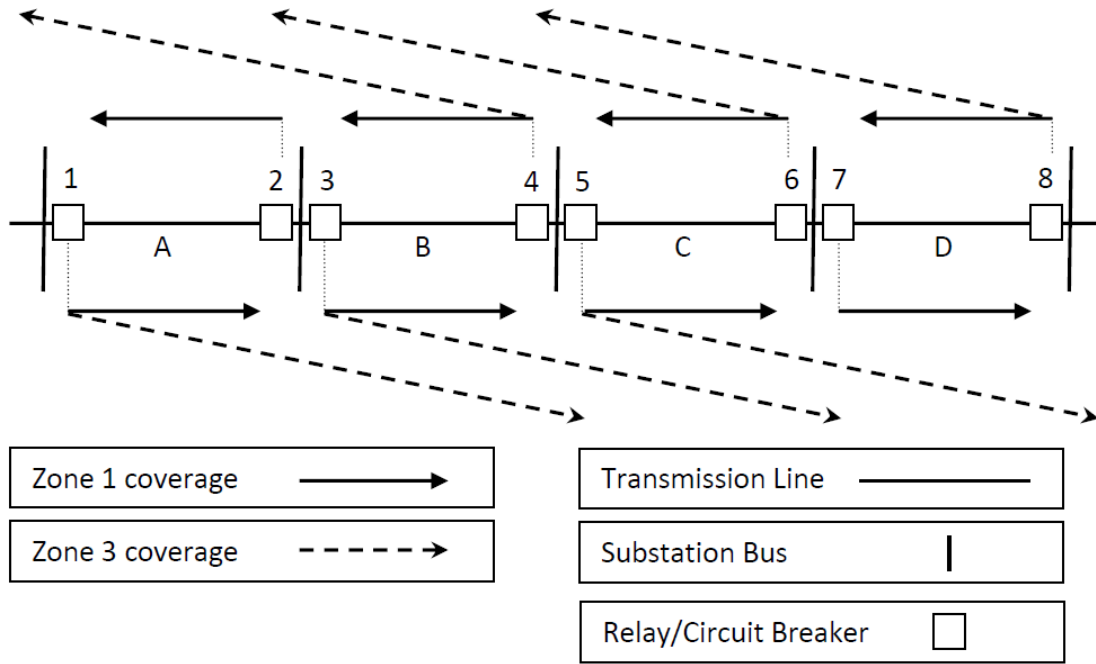 1 2 3 4 5 6 7 8
A B C D
Zone 1 coverage
Transmission Line
Zone 3 coverage
Substation Bus
Relay/Circuit Breaker